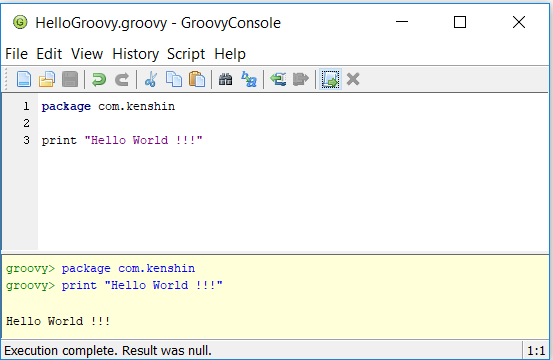 HelloGroovy.groovy - GroovyConsole
File Edit View History Script Help
1 package com.kenshin
2
3 print "Hello World !!!"
groovy> package com.kenshin
groovy> print "Hello World !!!"
Hello World !!!
Execution complete. Result was null. 1:1